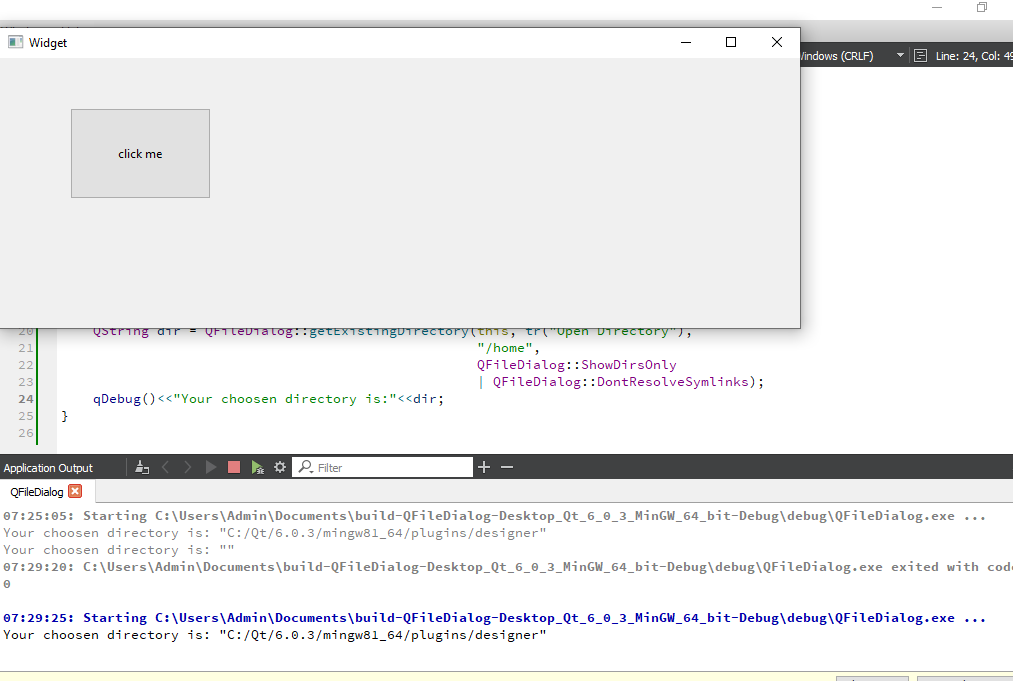 Widget
Windows (CRLF)
Line: 24, Col: 49
click me
20 QString dir = QFileDialog::getExistingDirectory(this, tr("Open Directory"),
21 "/home",
22 QFileDialog::ShowDirsOnly
23 | QFileDialog::DontResolveSymlinks);
24 qDebug()<<"Your choosen directory is:"<<dir;
25 }
26
Application Output
Filter
QFileDialog
07:25:05: Starting C:\Users\Admin\Documents\build-QFileDialog-Desktop_Qt_6_0_3_MinGW_64_bit-Debug\debug\QFileDialog.exe ...
Your choosen directory is: "C:/Qt/6.0.3/mingw81_64/plugins/designer"
Your choosen directory is: ""
07:29:20: C:\Users\Admin\Documents\build-QFileDialog-Desktop_Qt_6_0_3_MinGW_64_bit-Debug\debug\QFileDialog.exe exited with code
0
07:29:25: Starting C:\Users\Admin\Documents\build-QFileDialog-Desktop_Qt_6_0_3_MinGW_64_bit-Debug\debug\QFileDialog.exe ...
Your choosen directory is: "C:/Qt/6.0.3/mingw81_64/plugins/designer"